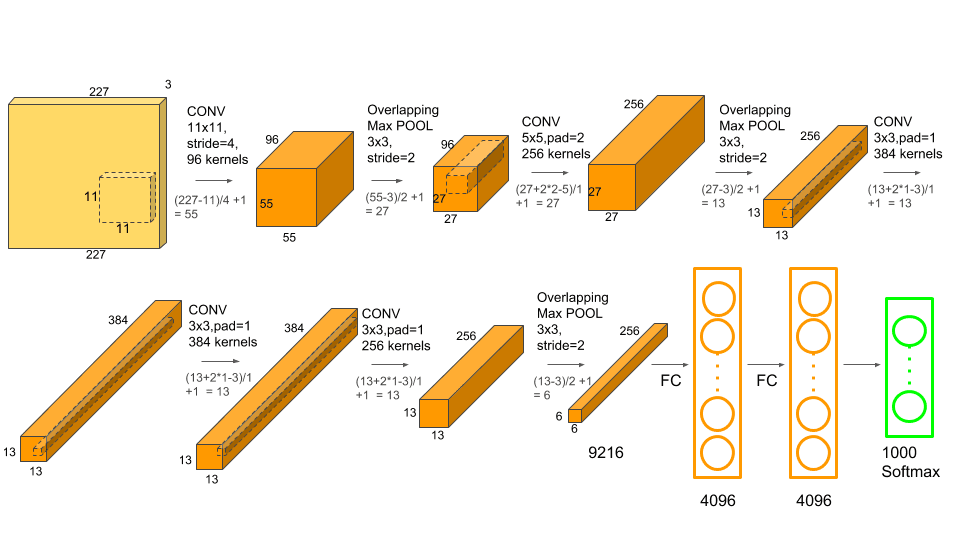 227
3
11
11
227
CONV
11x11,
stride=4,
96 kernels
(227-11)/4 +1
= 55
96
55
55
Overlapping
Max POOL
3x3,
stride=2
(55-3)/2 +1
= 27
96
27
27
CONV
5x5,pad=2
256 kernels
(27+2*2-5)/1
+1 = 27
256
27
27
Overlapping
Max POOL
3x3,
stride=2
(27-3)/2 +1
= 13
256
13
13
CONV
3x3,pad=1
384 kernels
(13+2*1-3)/1
+1 = 13
384
13
13
CONV
3x3,pad=1
384 kernels
(13+2*1-3)/1
+1 = 13
384
13
13
CONV
3x3,pad=1
256 kernels
(13+2*1-3)/1
+1 = 13
256
13
13
Overlapping
Max POOL
3x3,
stride=2
(13-3)/2 +1
= 6
256
6
6
9216
FC
4096
FC
4096
1000
Softmax